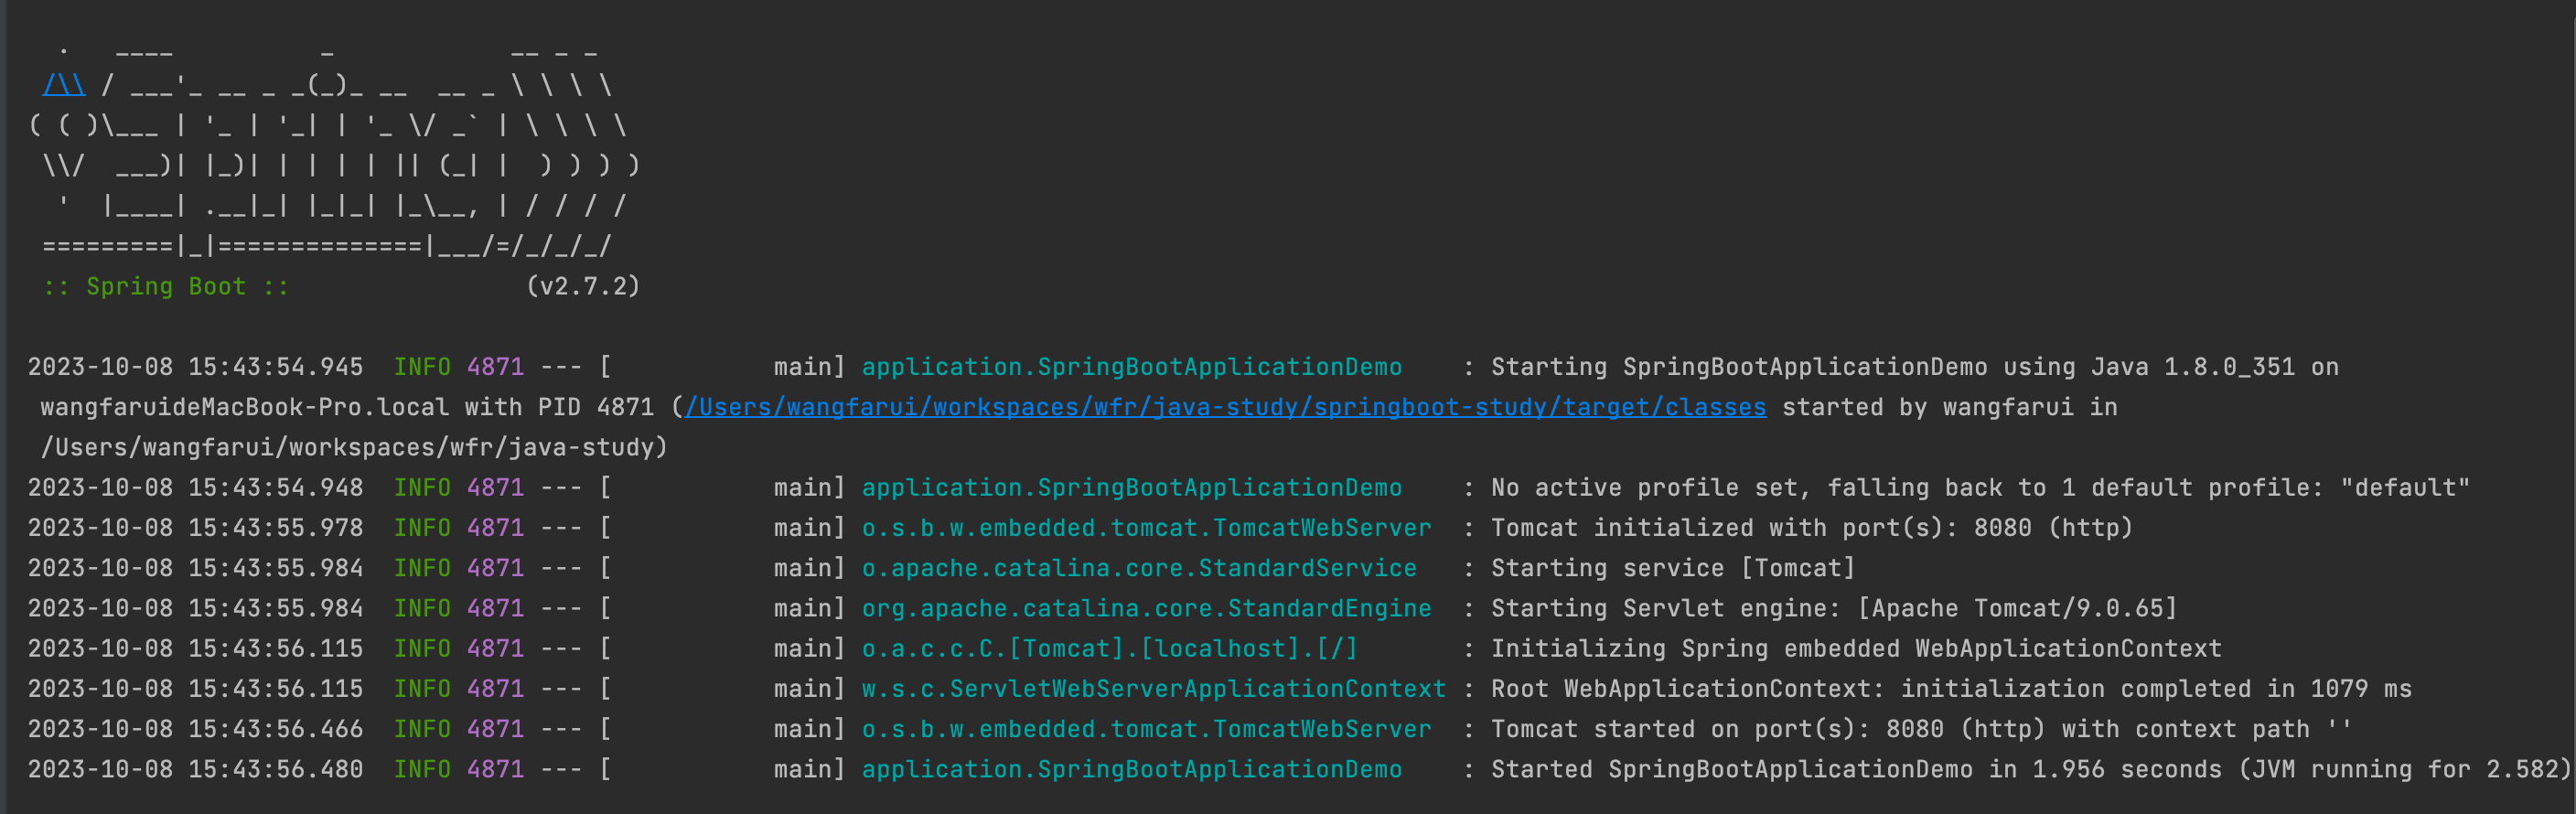 .   ____          _            __ _ _
 /\\ / ___'_ __ _ _(_)_ __  __ _ \ \ \ \
( ( )\___ | '_ | '_| | '_ \/ _` | \ \ \ \
 \\/  ___)| |_)| | | | | || (_| |  ) ) ) )
  '  |____| .__|_| |_|_| |_\__, | / / / /
 =========|_|==============|___/=/_/_/_/
 :: Spring Boot ::                (v2.7.2)
2023-10-08 15:43:54.945  INFO 4871 --- [           main] application.SpringBootApplicationDemo    : Starting SpringBootApplicationDemo using Java 1.8.0_351 on
 wangfaruideMacBook-Pro.local with PID 4871 (/Users/wangfarui/workspaces/wfr/java-study/springboot-study/target/classes started by wangfarui in
 /Users/wangfarui/workspaces/wfr/java-study)
2023-10-08 15:43:54.948  INFO 4871 --- [           main] application.SpringBootApplicationDemo    : No active profile set, falling back to 1 default profile: "default"
2023-10-08 15:43:55.978  INFO 4871 --- [           main] o.s.b.w.embedded.tomcat.TomcatWebServer  : Tomcat initialized with port(s): 8080 (http)
2023-10-08 15:43:55.984  INFO 4871 --- [           main] o.apache.catalina.core.StandardService   : Starting service [Tomcat]
2023-10-08 15:43:55.984  INFO 4871 --- [           main] org.apache.catalina.core.StandardEngine  : Starting Servlet engine: [Apache Tomcat/9.0.65]
2023-10-08 15:43:56.115  INFO 4871 --- [           main] o.a.c.c.C.[Tomcat].[localhost].[/]       : Initializing Spring embedded WebApplicationContext
2023-10-08 15:43:56.115  INFO 4871 --- [           main] w.s.c.ServletWebServerApplicationContext : Root WebApplicationContext: initialization completed in 1079 ms
2023-10-08 15:43:56.466  INFO 4871 --- [           main] o.s.b.w.embedded.tomcat.TomcatWebServer  : Tomcat started on port(s): 8080 (http) with context path ''
2023-10-08 15:43:56.480  INFO 4871 --- [           main] application.SpringBootApplicationDemo    : Started SpringBootApplicationDemo in 1.956 seconds (JVM running for 2.582)